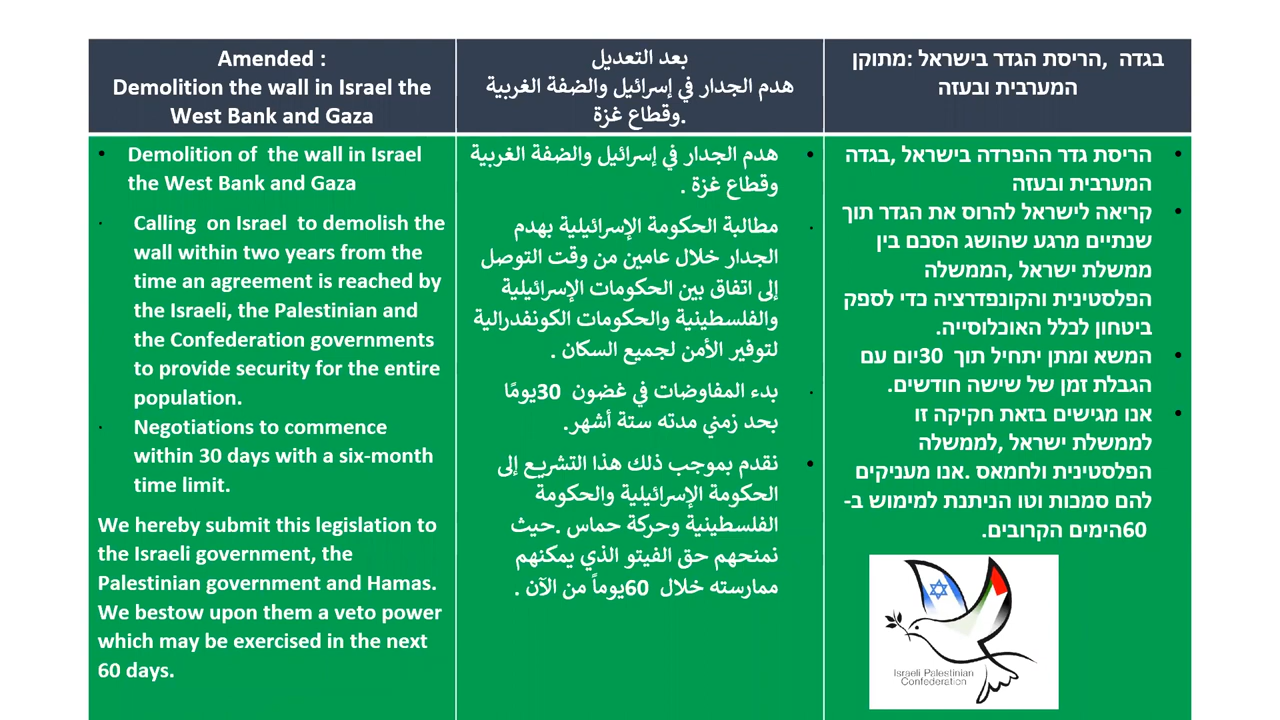 Amended :
Demolition the wall in Israel the
West Bank and Gaza
• Demolition of the wall in Israel
the West Bank and Gaza
· Calling on Israel to demolish the
wall within two years from the
time an agreement is reached by
the Israeli, the Palestinian and
the Confederation governments
to provide security for the entire
population.
· Negotiations to commence
within 30 days with a six-month
time limit.
We hereby submit this legislation to
the Israeli government, the
Palestinian government and Hamas.
We bestow upon them a veto power
which may be exercised in the next
60 days.
بعد التعديل
هدم الجدار في إسرائيل والضفة الغربية
وقطاع غزة.
• هدم الجدار في إسرائيل والضفة الغربية
وقطاع غزة .
· مطالبة الحكومة الإسرائيلية بهدم
الجدار خلال عامين من وقت التوصل
إلى اتفاق بين الحكومات الإسرائيلية
والفلسطينية والحكومات الكونفدرالية
لتوفير الأمن لجميع السكان .
· بدء المفاوضات في غضون 30يومًا
بحد زمني مدته ستة أشهر.
• نقدم بموجب ذلك هذا التشريع إلى
الحكومة الإسرائيلية والحكومة
الفلسطينية وحركة حماس .حيث
نمنحهم حق الفيتو الذي يمكنهم
ممارسته خلال 60يوماً من الآن .
בגדה ,הריסת הגדר בישראל :מתוקן
המערבית ובעזה
• הריסת גדר ההפרדה בישראל ,בגדה
המערבית ובעזה
• קריאה לישראל להרוס את הגדר תוך
שנתיים מרגע שהושג הסכם בין
ממשלת ישראל ,הממשלה
הפלסטינית והקונפדרציה כדי לספק
ביטחון לכלל האוכלוסייה.
• המשא ומתן יתחיל תוך 30יום עם
הגבלת זמן של שישה חודשים.
• אנו מגישים בזאת חקיקה זו
לממשלת ישראל ,לממשלה
הפלסטינית ולחמאס .אנו מעניקים
להם סמכות וטו הניתנת למימוש ב-
60הימים הקרובים.
Israeli Palestinian
Confederation